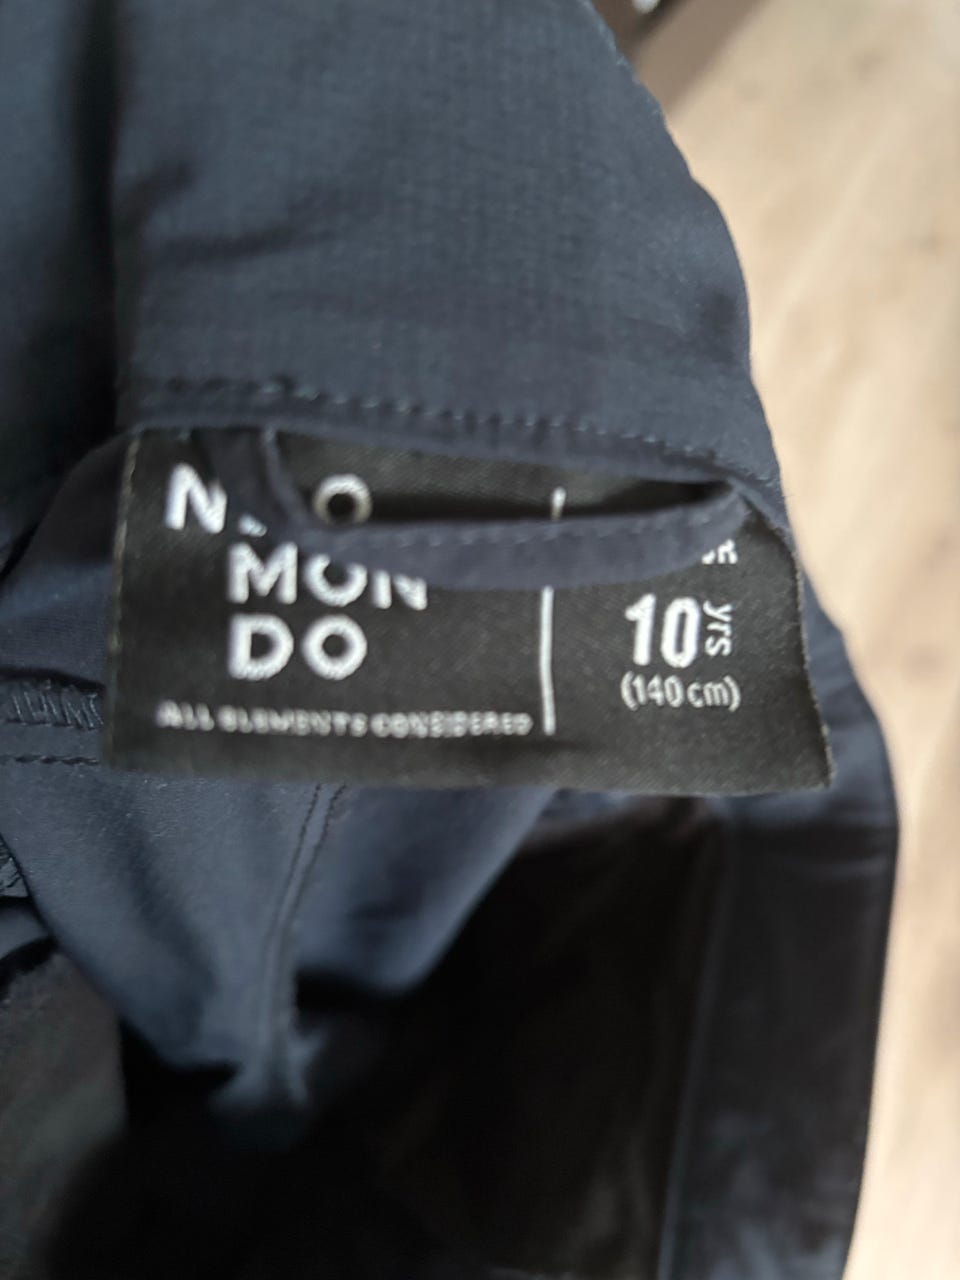 MON
DO
ALL ELEMENTS CONSIDERED
10 yrs
(140 cm)